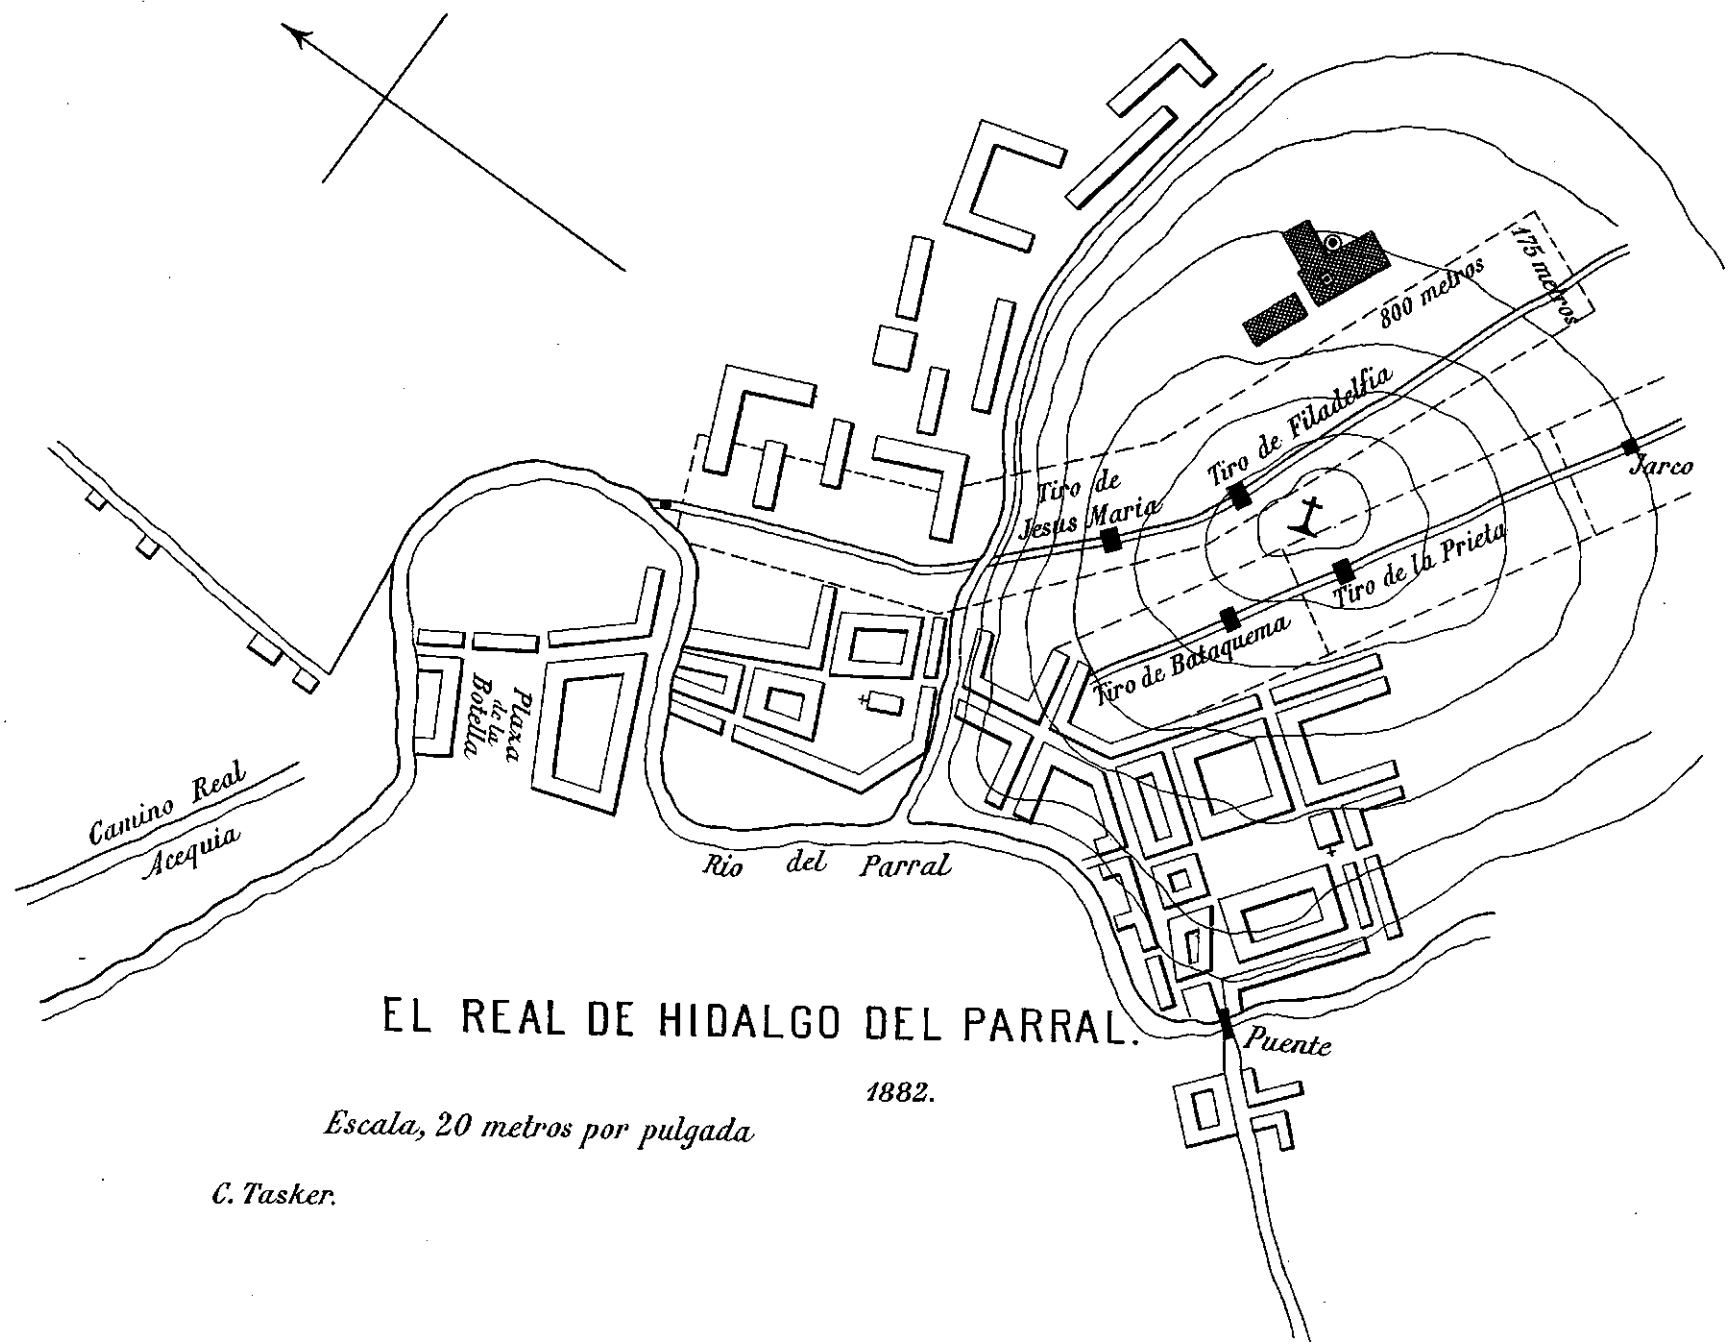 175 metros
800 metros
Tiro de Filadelfia
Tiro de
Jesus Maria
Jarco
Tiro de la Prieta
Tiro de Bataquema
Plaza
de la
Botella
Camino Real
Acequia
Rio del Parral
EL REAL DE HIDALGO DEL PARRAL.
Puente
1882.
Escala, 20 metros por pulgada
C. Tasker.